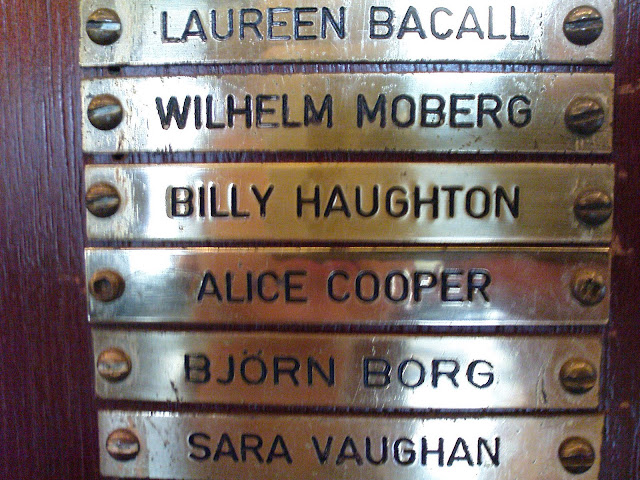 LAUREEN BACALL
WILHELM MOBERG
BILLY HAUGHTON
ALICE COOPER
BJÖRN BORG
SARA VAUGHAN